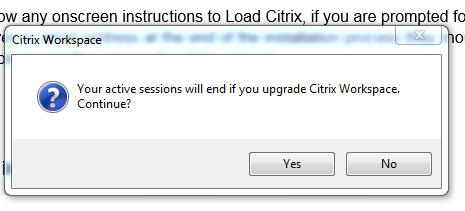 ow any onscreen instructions to Load Citrix, if you are prompted fo
Citrix Workspace
Your active sessions will end if you upgrade Citrix Workspace.
Continue?
Yes No